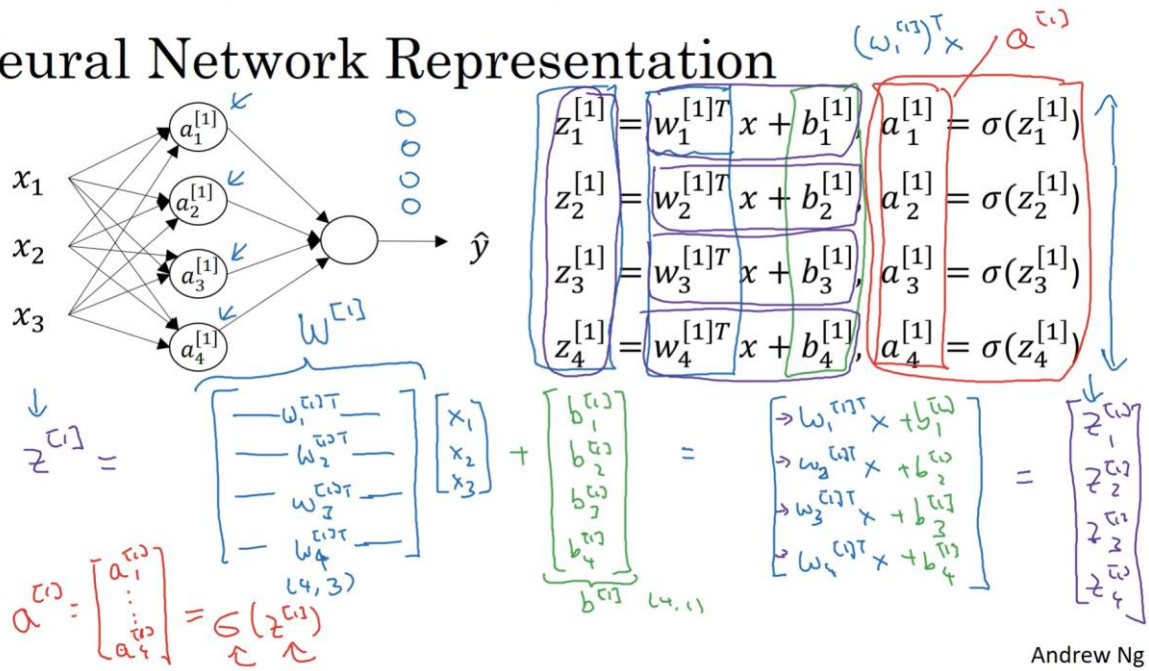 eural Network Representation
(w₁^[1])^T x
a^[1]
x₁
x₂
x₃
a₁^[1]
a₂^[1]
a₃^[1]
a₄^[1]
ŷ
z₁^[1] = w₁^[1]T x + b₁^[1], a₁^[1] = σ(z₁^[1])
z₂^[1] = w₂^[1]T x + b₂^[1], a₂^[1] = σ(z₂^[1])
z₃^[1] = w₃^[1]T x + b₃^[1], a₃^[1] = σ(z₃^[1])
z₄^[1] = w₄^[1]T x + b₄^[1], a₄^[1] = σ(z₄^[1])
W^[1]
z^[1] =
w₁^[1]T
w₂^[1]T
w₃^[1]T
w₄^[1]T
(4,3)
x₁
x₂
x₃
+
b₁^[1]
b₂^[1]
b₃^[1]
b₄^[1]
b^[1] (4,1)
=
→ w₁^[1]T x + b₁^[1]
→ w₂^[1]T x + b₂^[1]
→ w₃^[1]T x + b₃^[1]
→ w₄^[1]T x + b₄^[1]
=
z₁^[1]
z₂^[1]
z₃^[1]
z₄^[1]
a^[1] = [a₁^[1] ⋮ a₄^[1]] = σ(z^[1])
Andrew Ng